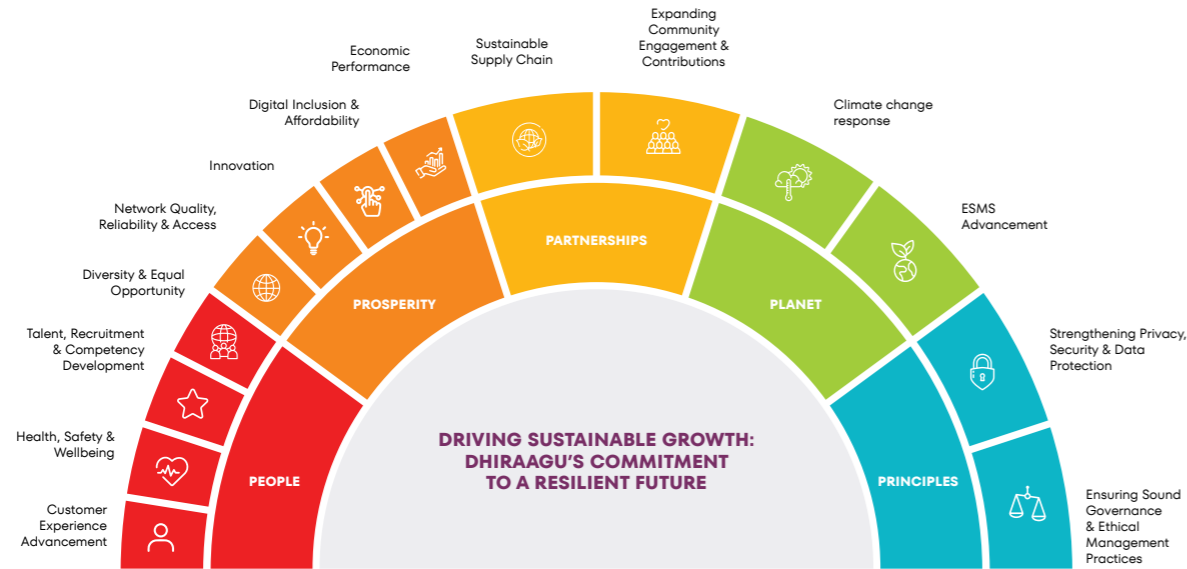 Expanding
Community
Engagement &
Contributions
Sustainable
Supply Chain
Economic
Performance
Digital Inclusion &
Affordability
Climate change
response
Innovation
Network Quality,
Reliability & Access
ESMS
Advancement
PARTNERSHIPS
Diversity & Equal
Opportunity
PROSPERITY
PLANET
Talent, Recruitment
& Competency
Development
Strengthening Privacy,
Security & Data
Protection
Health, Safety &
Wellbeing
DRIVING SUSTAINABLE GROWTH:
DHIRAAGU'S COMMITMENT
TO A RESILIENT FUTURE
PEOPLE
PRINCIPLES
Customer
Experience
Advancement
Ensuring Sound
Governance
& Ethical
Management
Practices